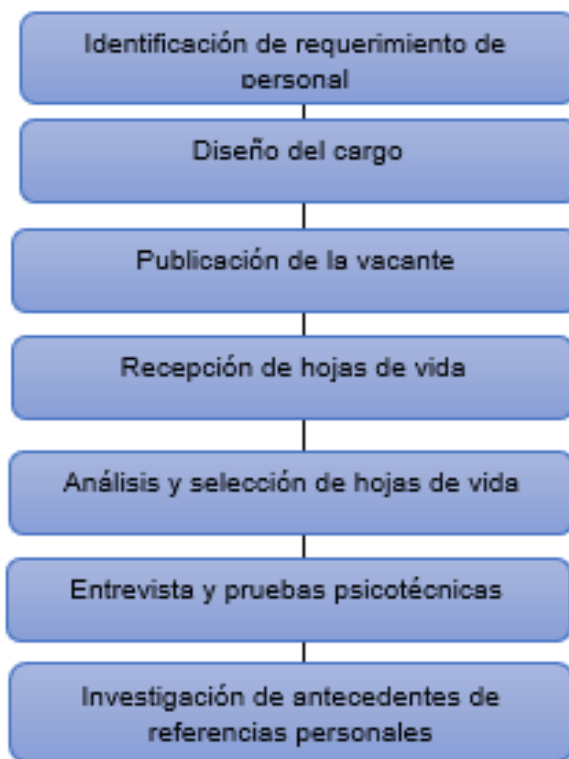 Identificación de requerimiento de
personal
Diseño del cargo
Publicación de la vacante
Recepción de hojas de vida
Análisis y selección de hojas de vida
Entrevista y pruebas psicotécnicas
Investigación de antecedentes de
referencias personales